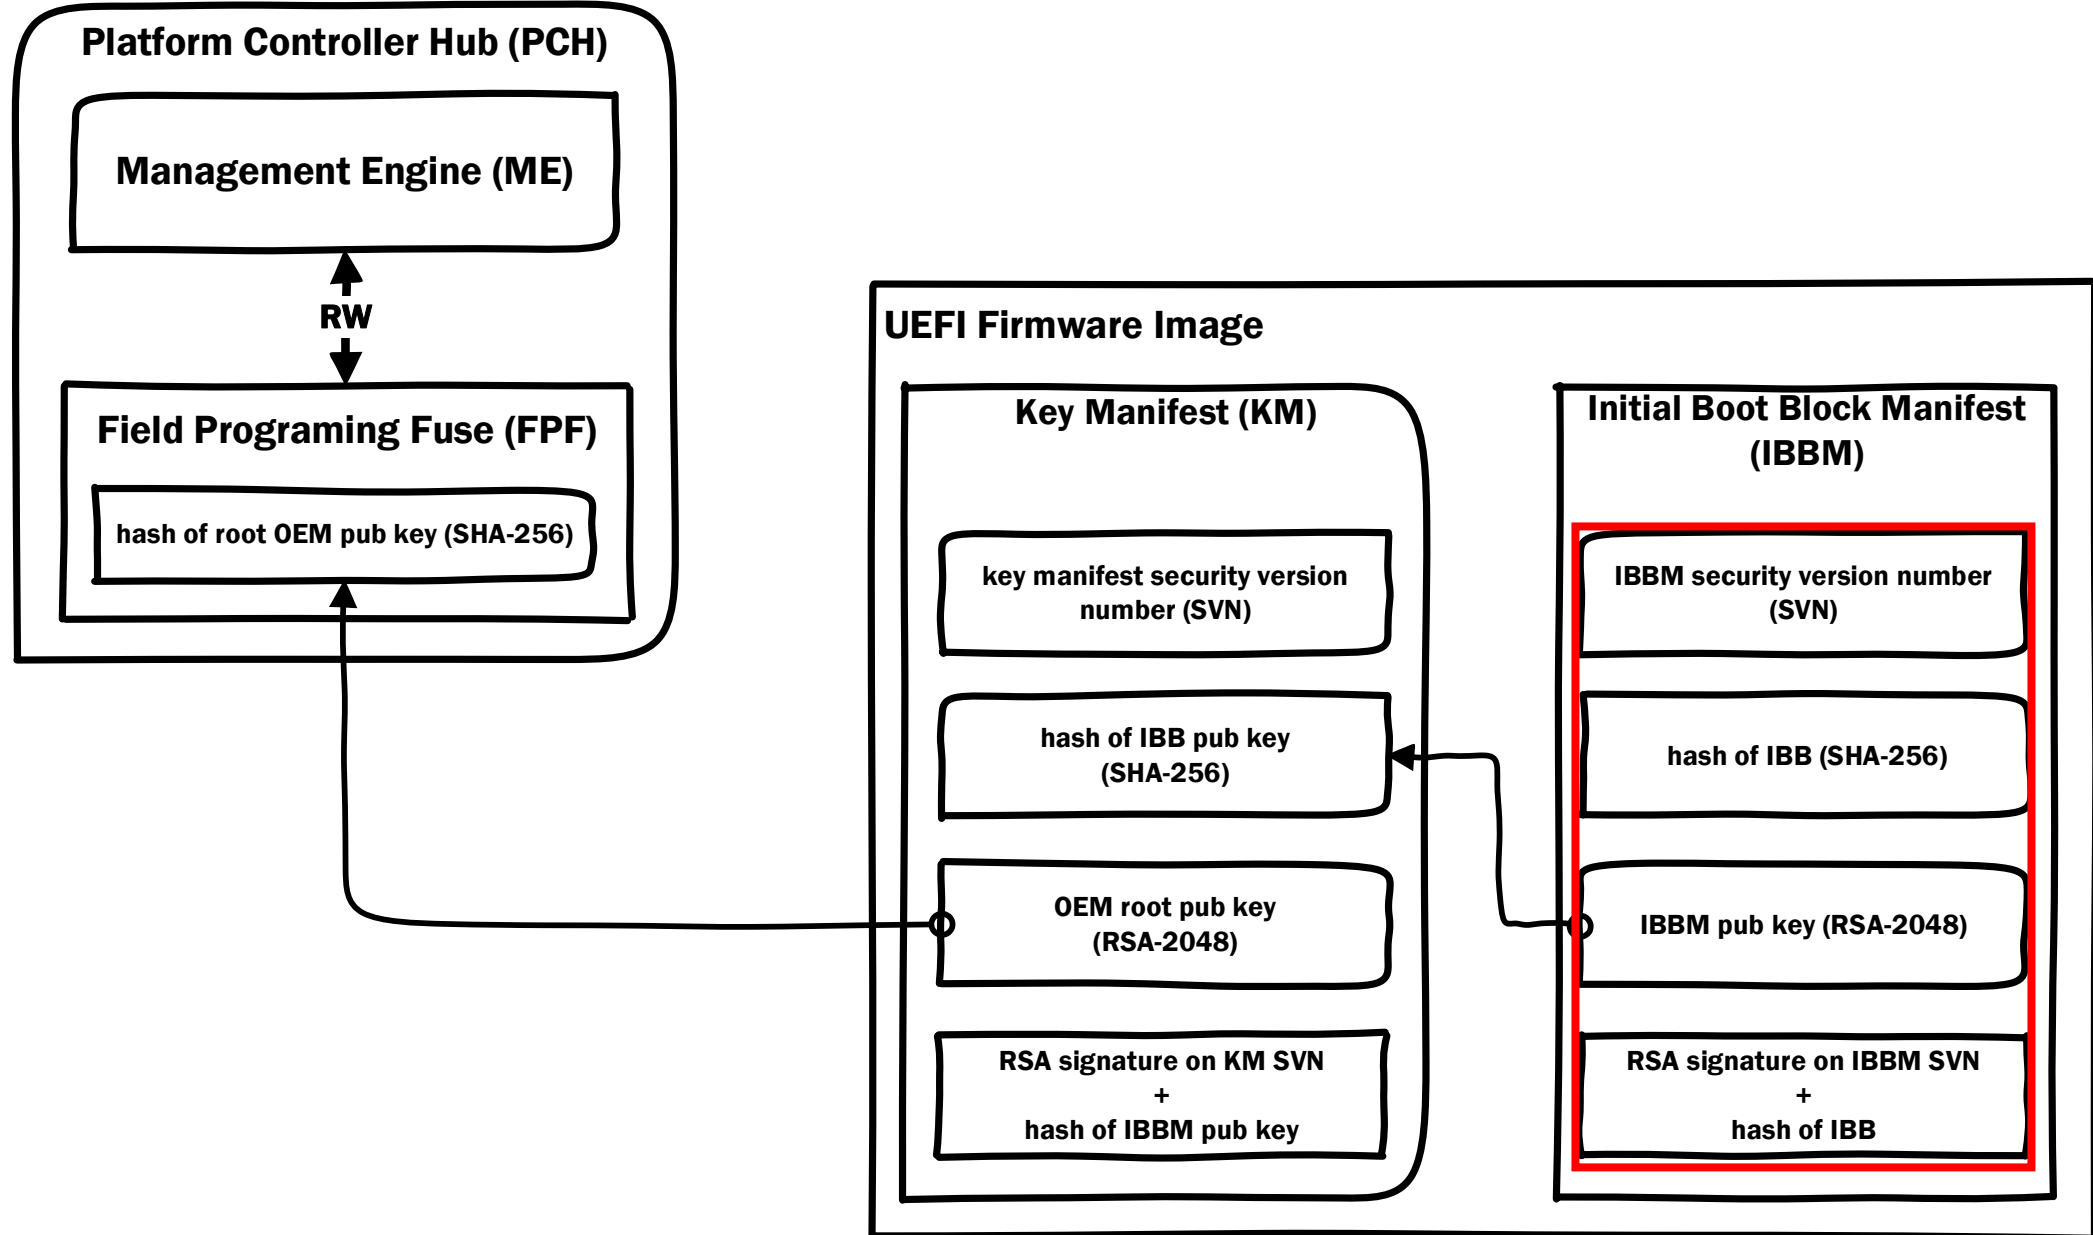 Platform Controller Hub (PCH)
Management Engine (ME)
RW
Field Programing Fuse (FPF)
hash of root OEM pub key (SHA-256)
UEFI Firmware Image
Key Manifest (KM)
key manifest security version
number (SVN)
hash of IBB pub key
(SHA-256)
OEM root pub key
(RSA-2048)
RSA signature on KM SVN
+
hash of IBBM pub key
Initial Boot Block Manifest
(IBBM)
IBBM security version number
(SVN)
hash of IBB (SHA-256)
IBBM pub key (RSA-2048)
RSA signature on IBBM SVN
+
hash of IBB